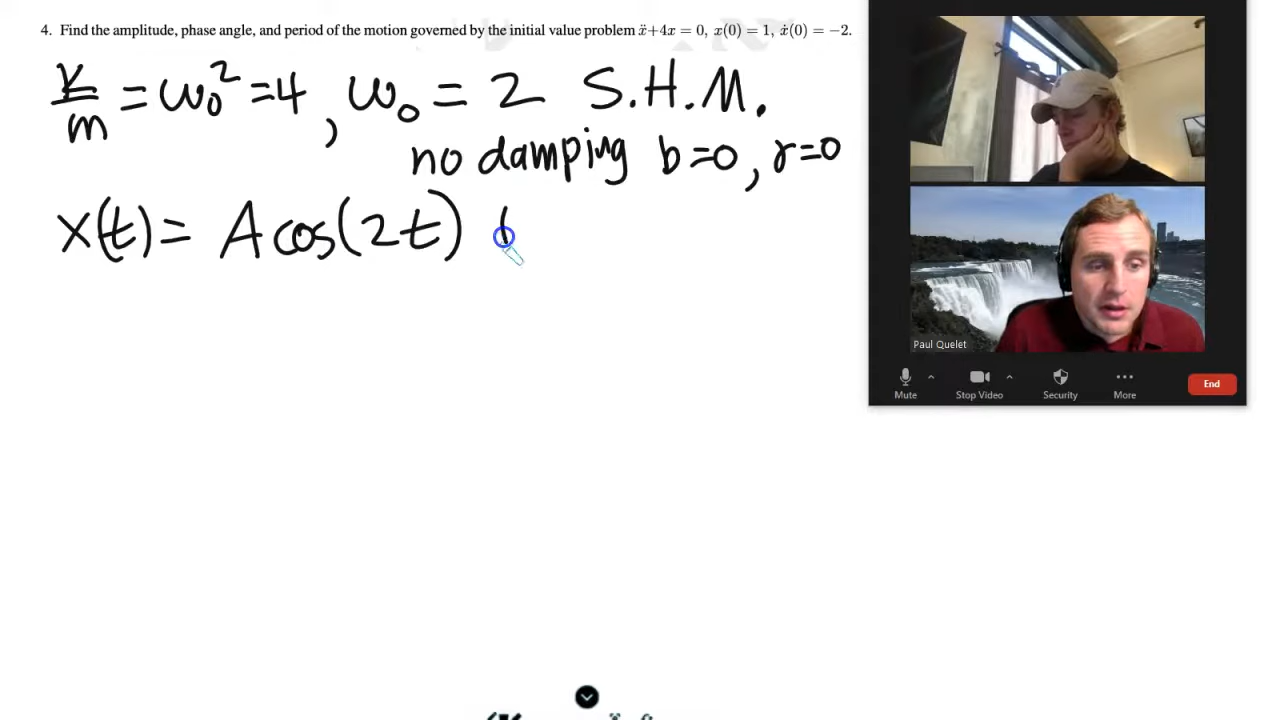 4. Find the amplitude, phase angle, and period of the motion governed by the initial value problem ẍ+4x = 0, x(0) = 1, ẋ(0) = −2.
k/m = ω₀² = 4, ω₀ = 2 S.H.M.
no damping b=0, r=0
x(t) = A cos(2t)
Paul Quelet
Mute
Stop Video
Security
More
End